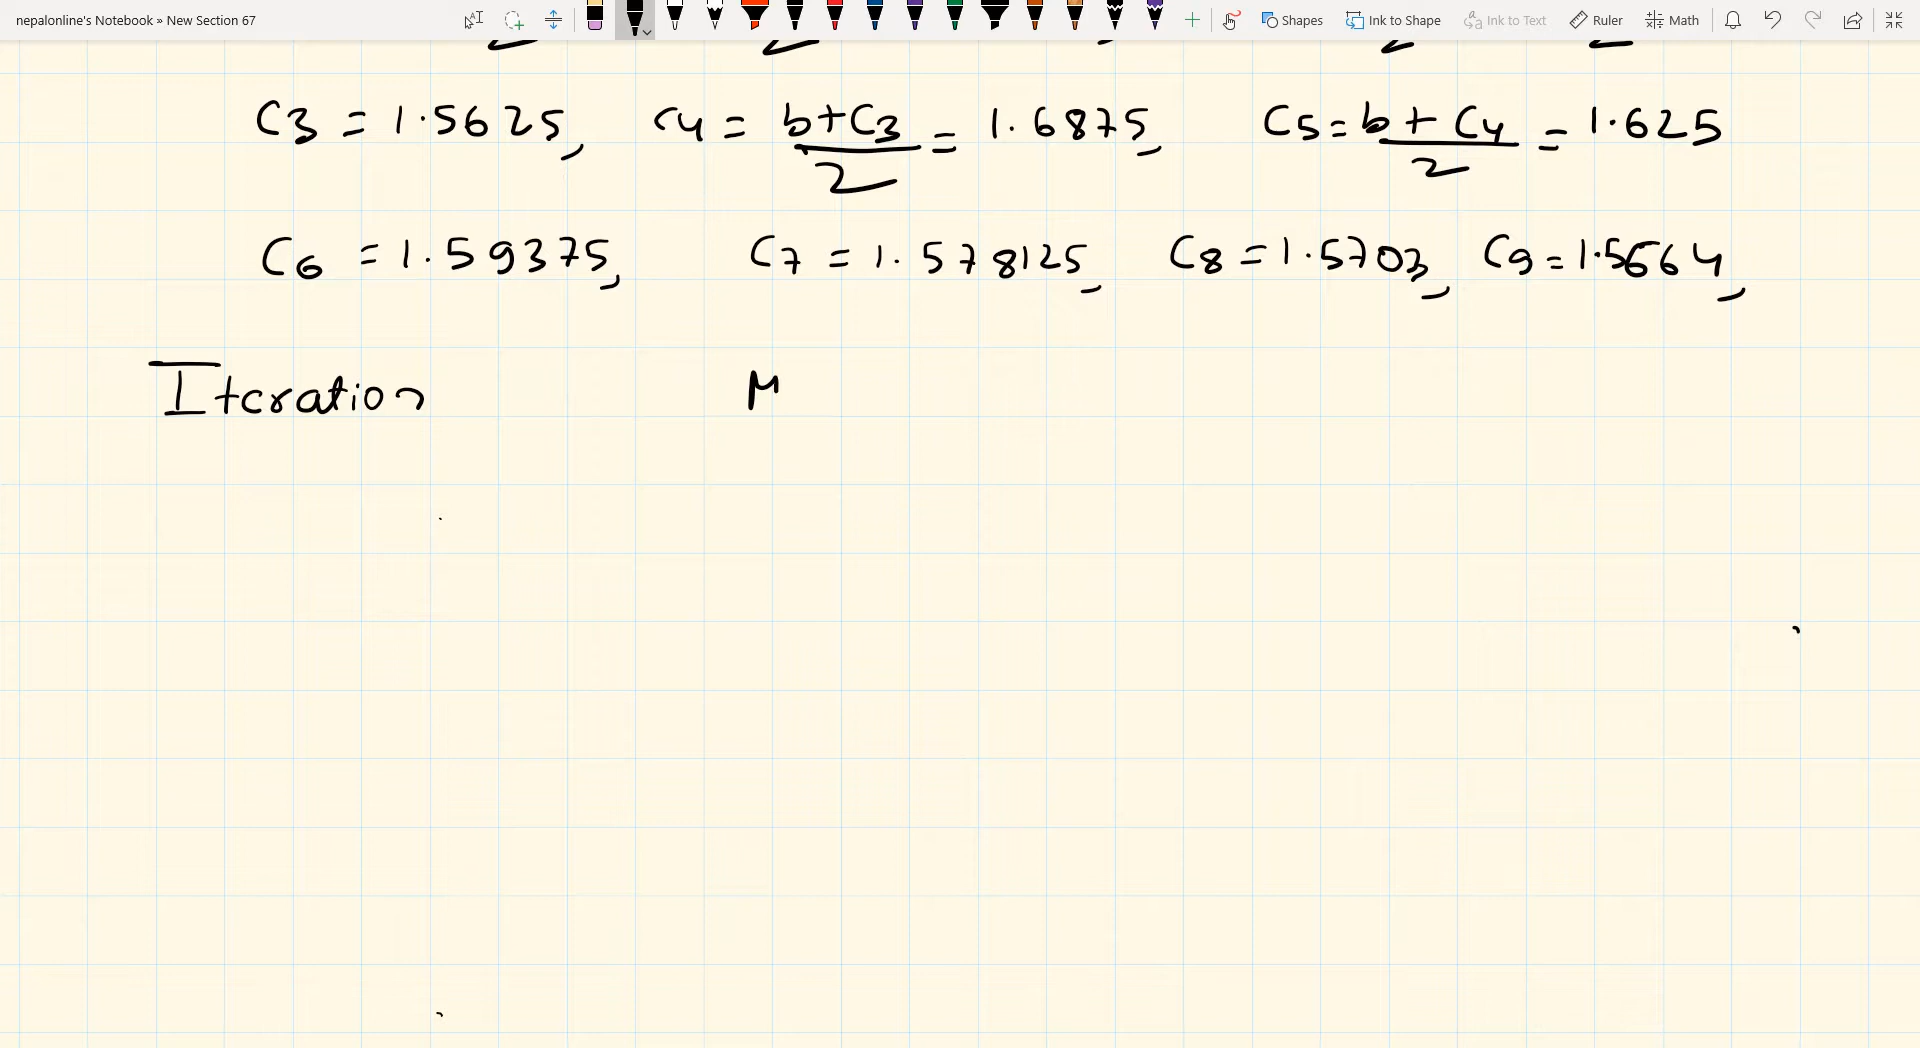 nepalonline's Notebook » New Section 67 Shapes Ink to Shape Ink to Text Ruler Math
C3 = 1.5625, C4 = b+C3/2 = 1.6875, C5 = b+C4/2 = 1.625
C6 = 1.59375, C7 = 1.578125, C8 = 1.5703, C9 = 1.5664,
Iteration M